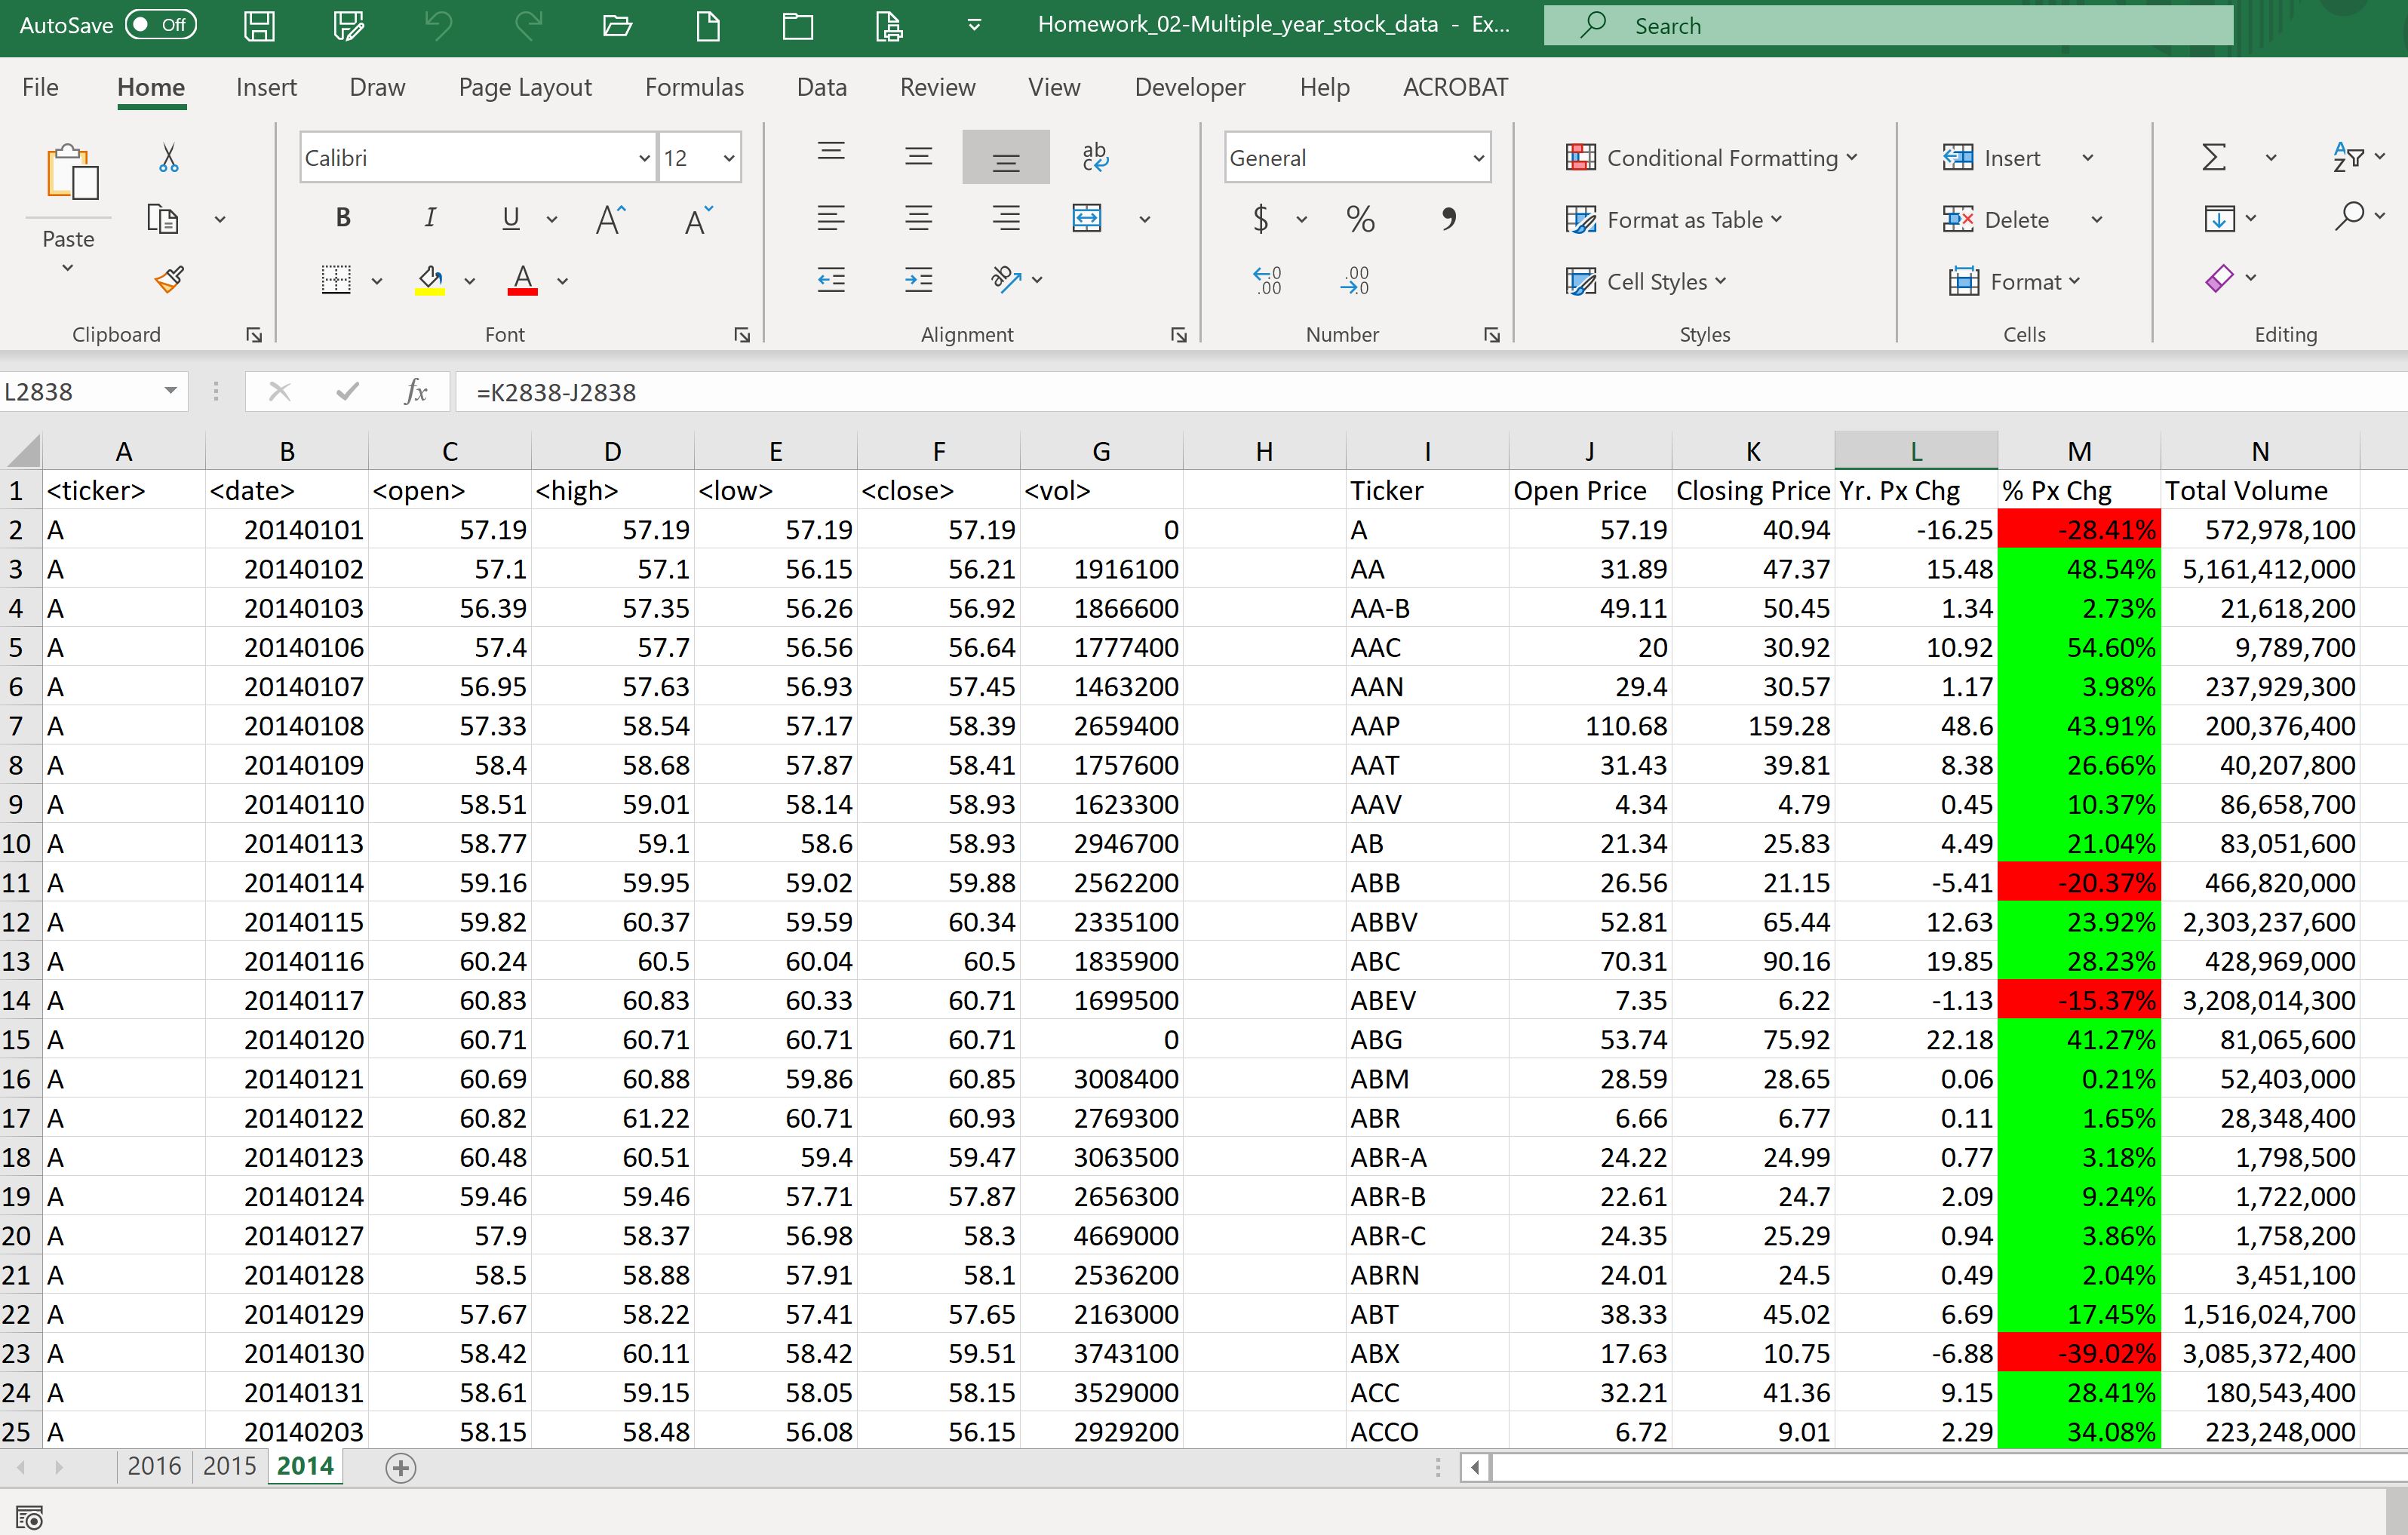 AutoSave Off Homework_02-Multiple_year_stock_data - Ex... Search
File Home Insert Draw Page Layout Formulas Data Review View Developer Help ACROBAT
Paste
Calibri 12
B I U A A
A
ab
c
ab
General
$ % ,
0 .00
.00 0
Conditional Formatting
Format as Table
Cell Styles
Insert
Delete
Format
Σ
A Z
Clipboard Font Alignment Number Styles Cells Editing
L2838 fx =K2838-J2838
A B C D E F G H I J K L M N
1 <ticker> <date> <open> <high> <low> <close> <vol> Ticker Open Price Closing Price Yr. Px Chg % Px Chg Total Volume
2 A 20140101 57.19 57.19 57.19 57.19 0 A 57.19 40.94 -16.25 -28.41% 572,978,100
3 A 20140102 57.1 57.1 56.15 56.21 1916100 AA 31.89 47.37 15.48 48.54% 5,161,412,000
4 A 20140103 56.39 57.35 56.26 56.92 1866600 AA-B 49.11 50.45 1.34 2.73% 21,618,200
5 A 20140106 57.4 57.7 56.56 56.64 1777400 AAC 20 30.92 10.92 54.60% 9,789,700
6 A 20140107 56.95 57.63 56.93 57.45 1463200 AAN 29.4 30.57 1.17 3.98% 237,929,300
7 A 20140108 57.33 58.54 57.17 58.39 2659400 AAP 110.68 159.28 48.6 43.91% 200,376,400
8 A 20140109 58.4 58.68 57.87 58.41 1757600 AAT 31.43 39.81 8.38 26.66% 40,207,800
9 A 20140110 58.51 59.01 58.14 58.93 1623300 AAV 4.34 4.79 0.45 10.37% 86,658,700
10 A 20140113 58.77 59.1 58.6 58.93 2946700 AB 21.34 25.83 4.49 21.04% 83,051,600
11 A 20140114 59.16 59.95 59.02 59.88 2562200 ABB 26.56 21.15 -5.41 -20.37% 466,820,000
12 A 20140115 59.82 60.37 59.59 60.34 2335100 ABBV 52.81 65.44 12.63 23.92% 2,303,237,600
13 A 20140116 60.24 60.5 60.04 60.5 1835900 ABC 70.31 90.16 19.85 28.23% 428,969,000
14 A 20140117 60.83 60.83 60.33 60.71 1699500 ABEV 7.35 6.22 -1.13 -15.37% 3,208,014,300
15 A 20140120 60.71 60.71 60.71 60.71 0 ABG 53.74 75.92 22.18 41.27% 81,065,600
16 A 20140121 60.69 60.88 59.86 60.85 3008400 ABM 28.59 28.65 0.06 0.21% 52,403,000
17 A 20140122 60.82 61.22 60.71 60.93 2769300 ABR 6.66 6.77 0.11 1.65% 28,348,400
18 A 20140123 60.48 60.51 59.4 59.47 3063500 ABR-A 24.22 24.99 0.77 3.18% 1,798,500
19 A 20140124 59.46 59.46 57.71 57.87 2656300 ABR-B 22.61 24.7 2.09 9.24% 1,722,000
20 A 20140127 57.9 58.37 56.98 58.3 4669000 ABR-C 24.35 25.29 0.94 3.86% 1,758,200
21 A 20140128 58.5 58.88 57.91 58.1 2536200 ABRN 24.01 24.5 0.49 2.04% 3,451,100
22 A 20140129 57.67 58.22 57.41 57.65 2163000 ABT 38.33 45.02 6.69 17.45% 1,516,024,700
23 A 20140130 58.42 60.11 58.42 59.51 3743100 ABX 17.63 10.75 -6.88 -39.02% 3,085,372,400
24 A 20140131 58.61 59.15 58.05 58.15 3529000 ACC 32.21 41.36 9.15 28.41% 180,543,400
25 A 20140203 58.15 58.48 56.08 56.15 2929200 ACCO 6.72 9.01 2.29 34.08% 223,248,000
2016 2015 2014